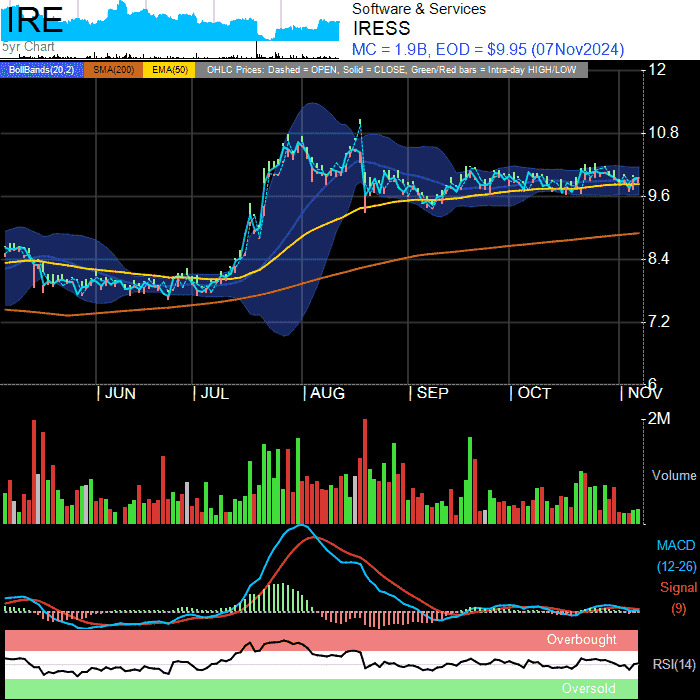 IRE
Software & Services
IRESS
5yr Chart
MC = 1.9B, EOD = $9.95 (07Nov2024)
BollBands(20,2) SMA(200) EMA(50) OHLC Prices: Dashed = OPEN, Solid = CLOSE, Green/Red bars = Intra-day HIGH/LOW
12
10.8
9.6
8.4
7.2
6
| JUN | JUL | AUG | SEP | OCT | NOV
2M
Volume
MACD
(12-26)
Signal
(9)
Overbought
RSI(14)
Oversold